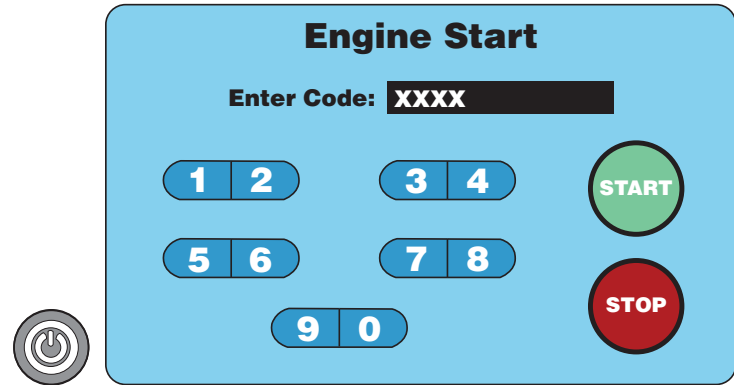 Engine Start
Enter Code: XXXX
1 2 3 4
START
5 6 7 8
STOP
9 0